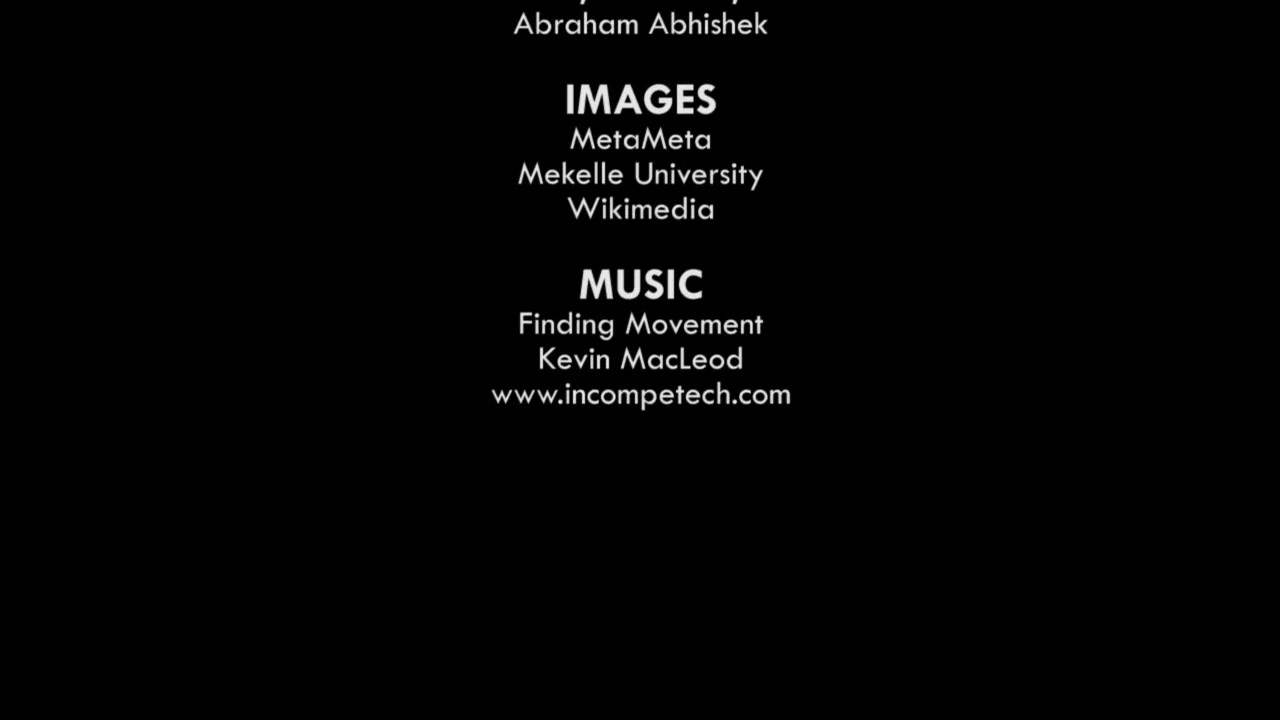 Abraham Abhishek
IMAGES
MetaMeta
Mekelle University
Wikimedia
MUSIC
Finding Movement
Kevin MacLeod
www.incompetech.com